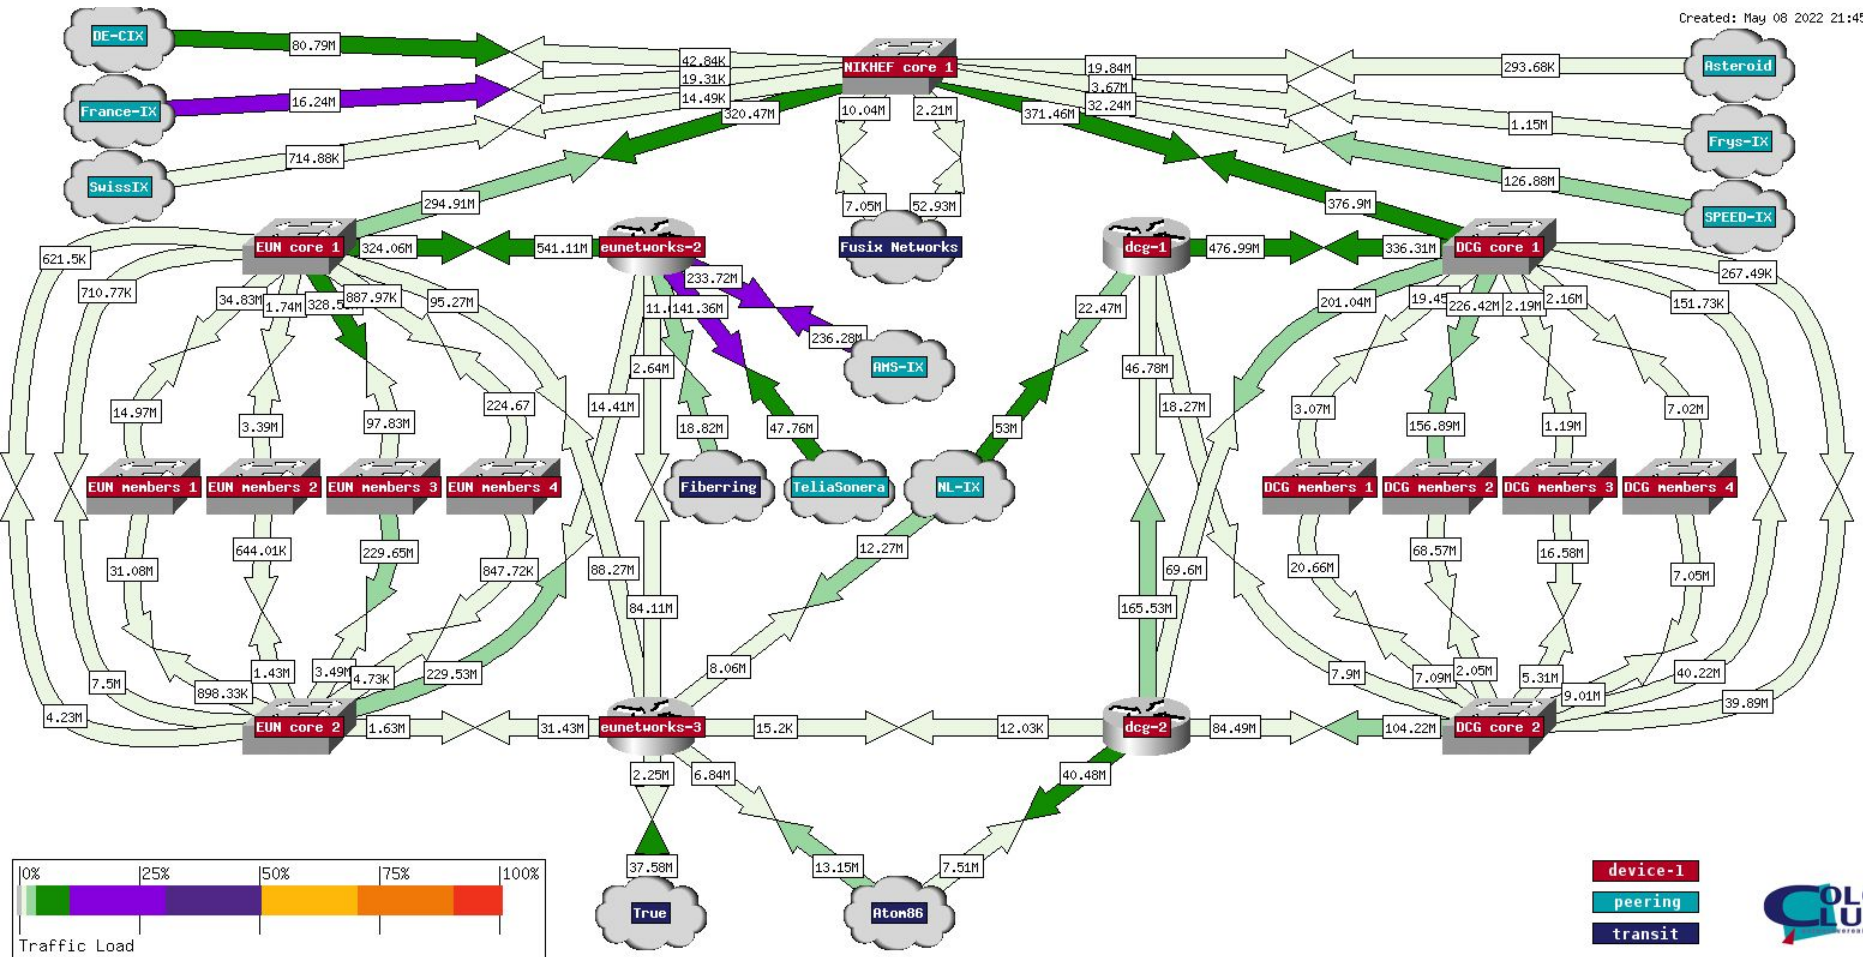 Created: May 08 2022 21:45
DE-CIX
80.79M
42.84K
NIKHEF core 1
19.84M
293.68K
Asteroid
19.31K
3.67M
France-IX
16.24M
14.49K
32.24M
320.47M
10.04M
2.21M
371.46M
1.15M
Frys-IX
714.88K
SwissIX
126.88M
SPEED-IX
294.91M
7.05M
52.93M
376.9M
EUN core 1
324.06M
541.11M
eunetworks-2
Fusix Networks
dcg-1
476.99M
336.31M
DCG core 1
621.5K
267.49K
710.77K
34.83M
1.74M
887.97K
95.27M
233.72M
141.36M
22.47M
201.04M
226.42M
2.19M
2.16M
151.73K
236.28M
AMS-IX
2.64M
46.78M
14.97M
3.39M
97.83M
224.67
14.41M
18.82M
47.76M
53M
18.27M
3.07M
156.89M
1.19M
7.02M
EUN members 1
EUN members 2
EUN members 3
EUN members 4
Fiberring
TeliaSonera
NL-IX
DCG members 1
DCG members 2
DCG members 3
DCG members 4
31.08M
644.01K
229.65M
847.72K
88.27M
12.27M
69.6M
20.66M
68.57M
16.58M
7.05M
84.11M
165.53M
7.5M
898.33K
1.43M
3.49M
4.73K
229.53M
8.06M
7.9M
7.09M
2.05M
5.31M
9.01M
40.22M
4.23M
39.89M
EUN core 2
1.63M
31.43M
eunetworks-3
15.2K
12.03K
dcg-2
84.49M
104.22M
DCG core 2
2.25M
6.84M
40.48M
37.58M
13.15M
7.51M
True
Atom86
0%
25%
50%
75%
100%
Traffic Load
device-1
peering
transit